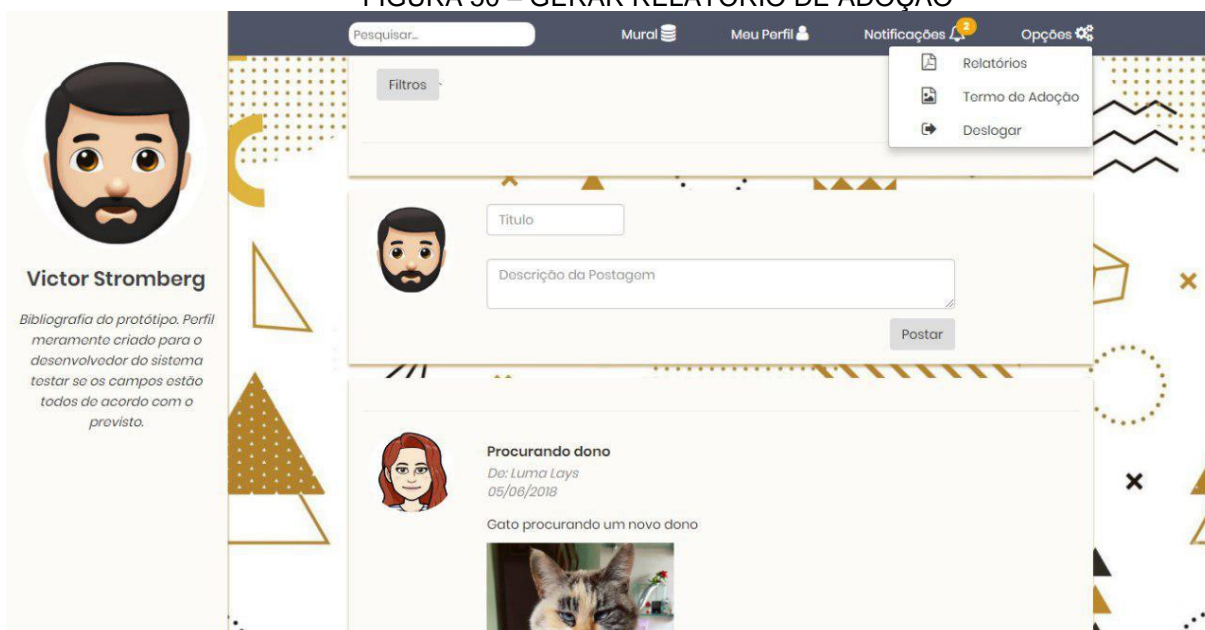 FIGURA 50 – GERAR RELATÓRIO DE ADOÇÃO
Pesquisar...
Mural
Meu Perfil
Notificações 2
Opções
Relatórios
Termo de Adoção
Deslogar
Filtros
Titulo
Descrição da Postagem
Postar
Victor Stromberg
Bibliografia do protótipo. Perfil
meramente criado para o
desenvolvedor do sistema
testar se os campos estão
todos de acordo com o
previsto.
Procurando dono
De: Luma Lays
05/06/2018
Gato procurando um novo dono